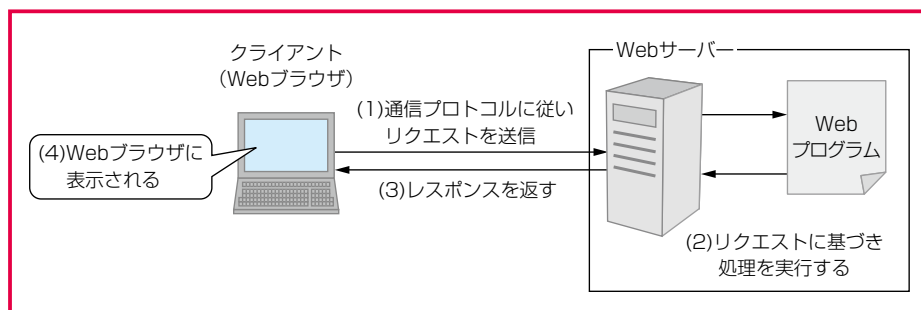 クライアント
（Webブラウザ）
Webサーバー
(1)通信プロトコルに従い
リクエストを送信
Web
プログラム
(4)Webブラウザに
表示される
(3)レスポンスを返す
(2)リクエストに基づき
処理を実行する